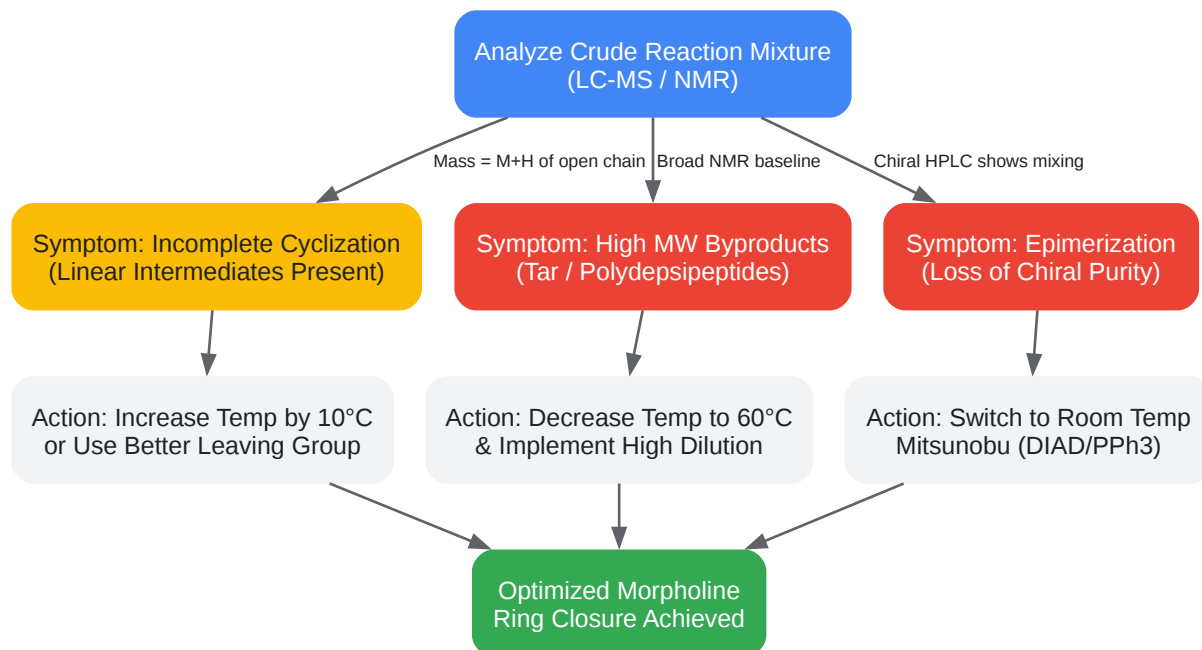 Analyze Crude Reaction Mixture
(LC-MS / NMR)
Mass = M+H of open chain
Broad NMR baseline
Chiral HPLC shows mixing
Symptom: Incomplete Cyclization
(Linear Intermediates Present)
Symptom: High MW Byproducts
(Tar / Polydepsipeptides)
Symptom: Epimerization
(Loss of Chiral Purity)
Action: Increase Temp by 10°C
or Use Better Leaving Group
Action: Decrease Temp to 60°C
& Implement High Dilution
Action: Switch to Room Temp
Mitsunobu (DIAD/PPh3)
Optimized Morpholine
Ring Closure Achieved